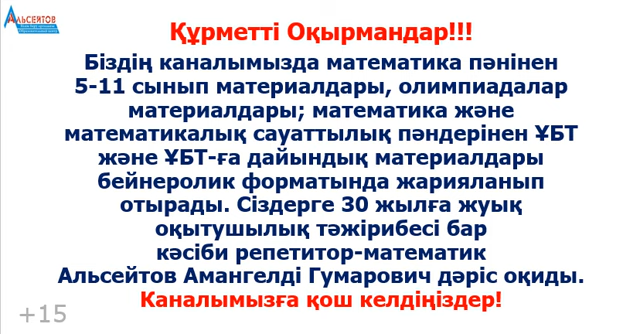 Альсейтов
Құрметті Оқырмандар!!!
Біздің каналымызда математика пәнінен
5-11 сынып материалдары, олимпиадалар
материалдары; математика және
математикалық сауаттылық пәндерінен ҰБТ
және ҰБТ-ға дайындық материалдары
бейнеролик форматында жарияланып
отырады. Сіздерге 30 жылға жуық
оқытушылық тәжірибесі бар
кәсіби репетитор-математик
Альсейтов Амангелді Гумарович дәріс оқиды.
Каналымызға қош келдіңіздер!
+15